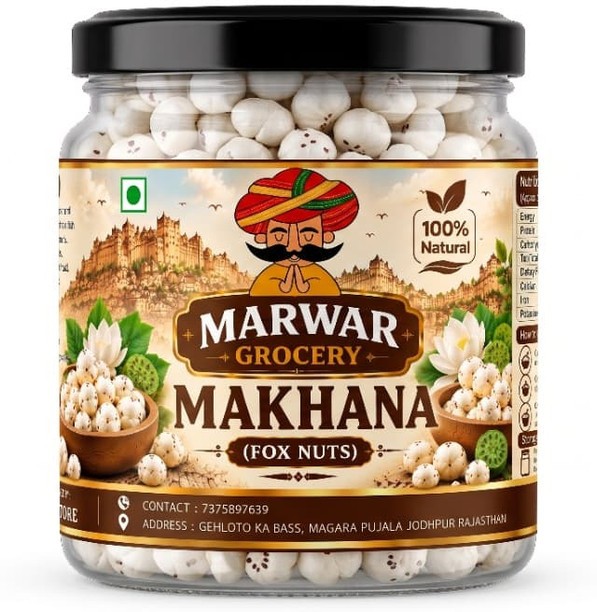 100%
Natural
MARWAR
GROCERY
MAKHANA
(FOX NUTS)
CONTACT : 7375897639
ADDRESS : GEHLOTO KA BASS, MAGARA PUJALA JODHPUR RAJASTHAN
Energy
Protein
Iron